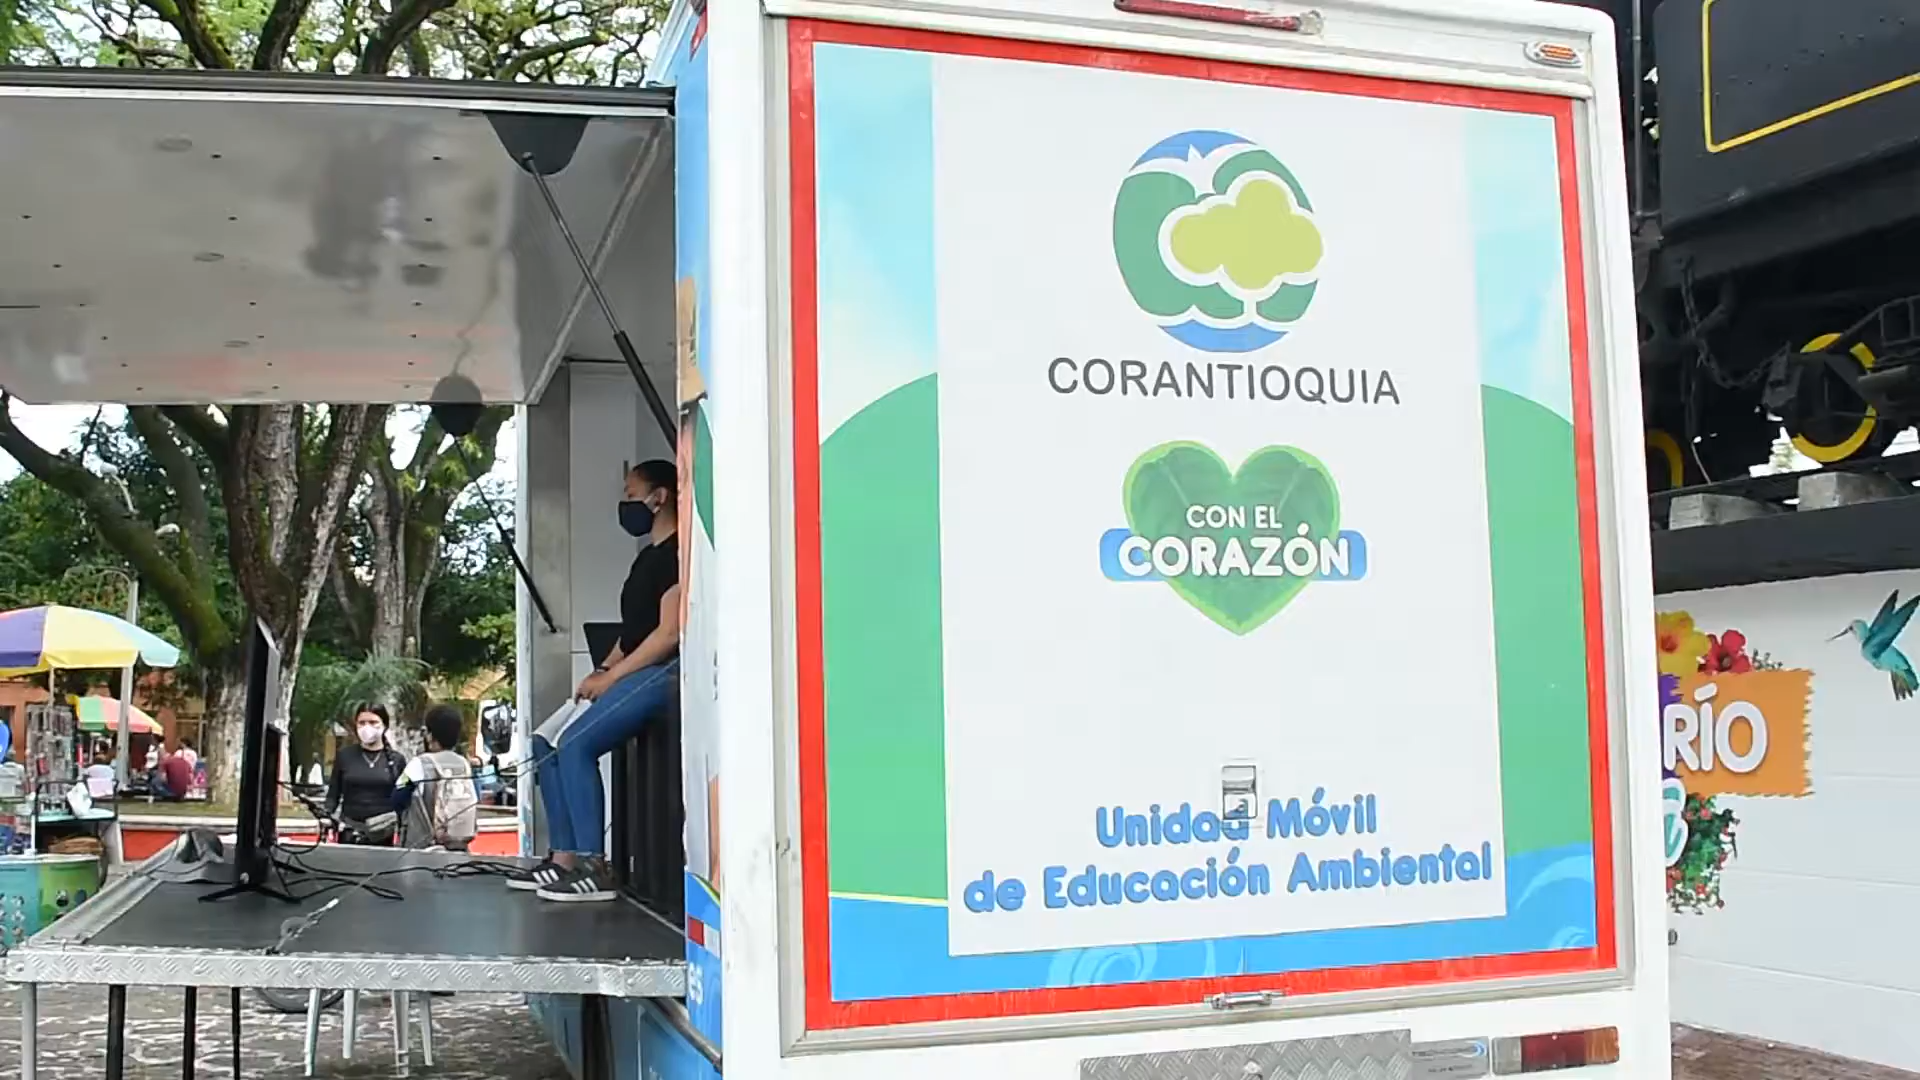 CORANTIOQUIA
CON EL
CORAZÓN
Unidad Móvil
de Educación Ambiental
RÍO